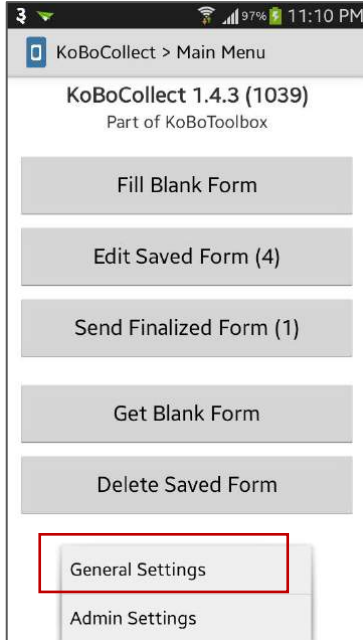 ३ 97% 11:10 PM
KoBoCollect > Main Menu
KoBoCollect 1.4.3 (1039)
Part of KoBoToolbox
Fill Blank Form
Edit Saved Form (4)
Send Finalized Form (1)
Get Blank Form
Delete Saved Form
General Settings
Admin Settings